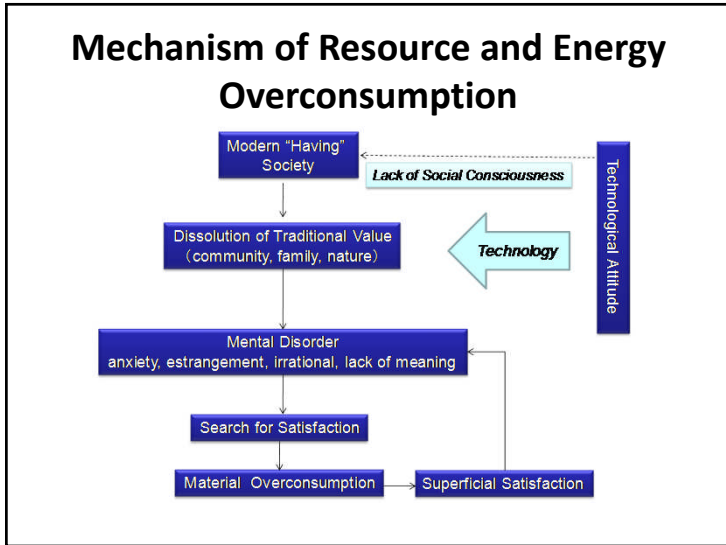 Mechanism of Resource and Energy
Overconsumption
Modern “Having”
Society
Lack of Social Consciousness
Technological Attitude
Dissolution of Traditional Value
（community, family, nature）
Technology
Mental Disorder
anxiety, estrangement, irrational, lack of meaning
Search for Satisfaction
Material Overconsumption
Superficial Satisfaction